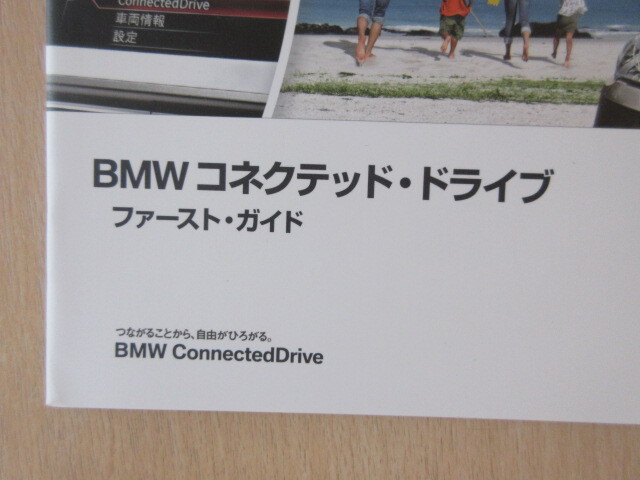 ConnectedDrive
車両情報
設定
BMW コネクテッド・ドライブ
ファースト・ガイド
つながることから、自由がひろがる。
BMW ConnectedDrive